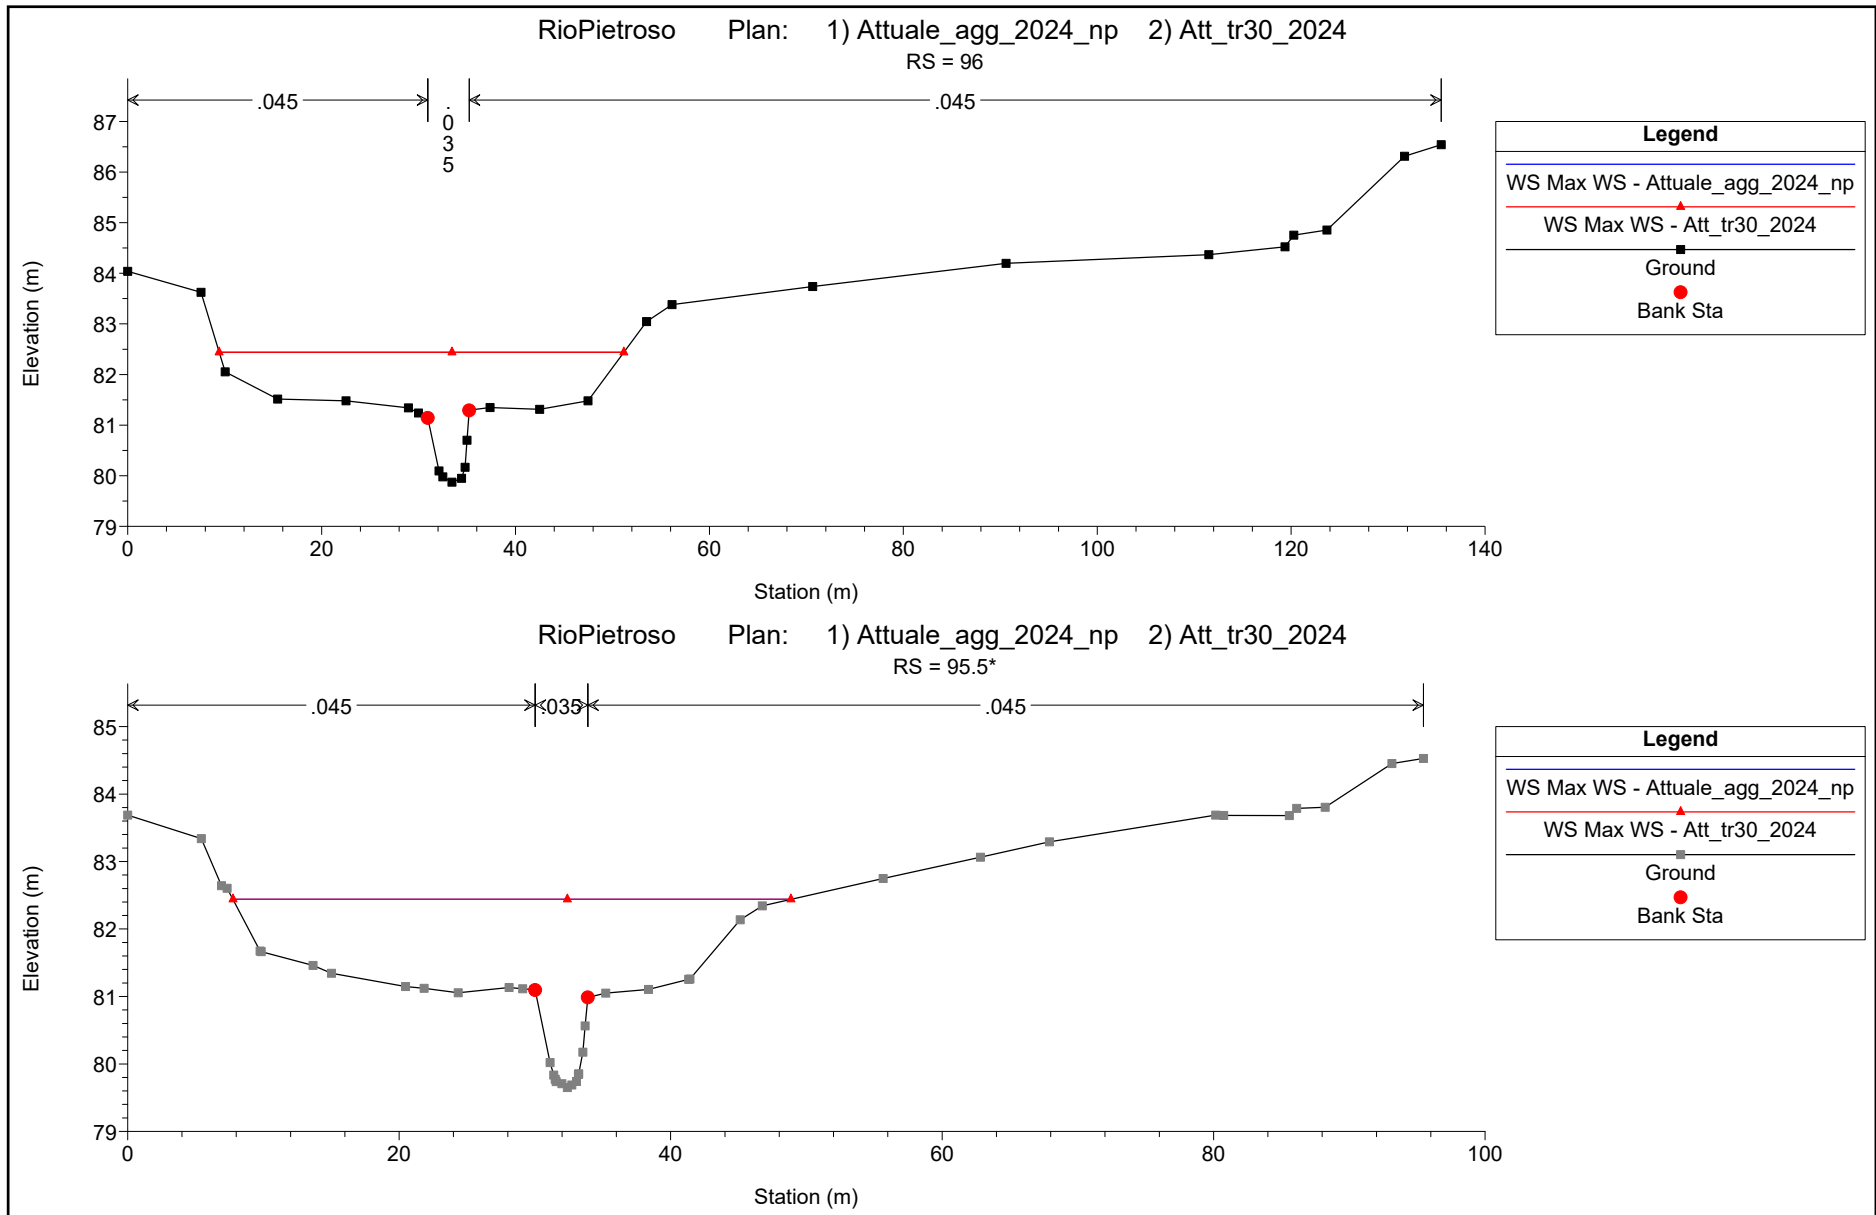 RioPietroso Plan: 1) Attuale_agg_2024_np 2) Att_tr30_2024
RS = 96
.045
.035
.045
87
86
85
84
83
82
81
80
79
Elevation (m)
0 20 40 60 80 100 120 140
Station (m)
Legend
WS Max WS - Attuale_agg_2024_np
WS Max WS - Att_tr30_2024
Ground
Bank Sta
RioPietroso Plan: 1) Attuale_agg_2024_np 2) Att_tr30_2024
RS = 95.5*
.045
.035
.045
85
84
83
82
81
80
79
Elevation (m)
0 20 40 60 80 100
Station (m)
Legend
WS Max WS - Attuale_agg_2024_np
WS Max WS - Att_tr30_2024
Ground
Bank Sta